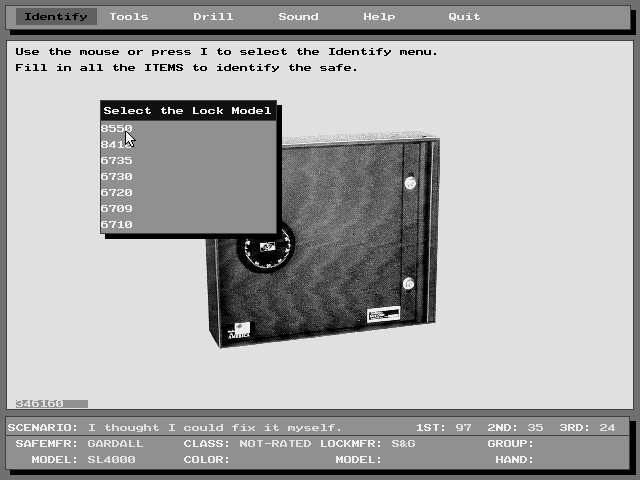 Identify Tools Drill Sound Help Quit
Use the mouse or press I to select the Identify menu.
Fill in all the ITEMS to identify the safe.
Select the Lock Model
8550
841
6735
6730
6720
6709
6710
346160
SCENARIO: I thought I could fix it myself. 1ST: 97 2ND: 35 3RD: 24
SAFEMFR: GARDALL CLASS: NOT-RATED LOCKMFR: S&G GROUP:
MODEL: SL4000 COLOR: MODEL: HAND: